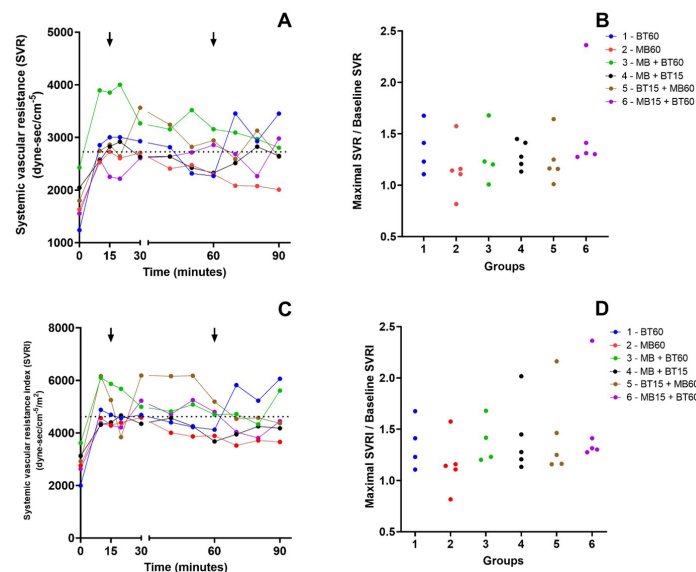 A
Systemic vascular resistance (SVR)
(dyne-sec/cm-5)
5000
4000
3000
2000
1000
0
15
30
60
90
Time (minutes)
B
Maximal SVR / Baseline SVR
2.5
2.0
1.5
1.0
0.5
1
2
3
4
5
6
Groups
1 - BT60
2 - MB60
3 - MB + BT60
4 - MB + BT15
5 - BT15 + MB60
6 - MB15 + BT60
C
Systemic vascular resistance index (SVRI)
(dyne-sec/cm-5/m2)
8000
6000
4000
2000
0
0
15
30
60
90
Time (minutes)
D
Maximal SVRI / Baseline SVRI
2.5
2.0
1.5
1.0
0.5
1
2
3
4
5
6
Groups
1 - BT60
2 - MB60
3 - MB + BT60
4 - MB + BT15
5 - BT15 + MB60
6 - MB15 + BT60